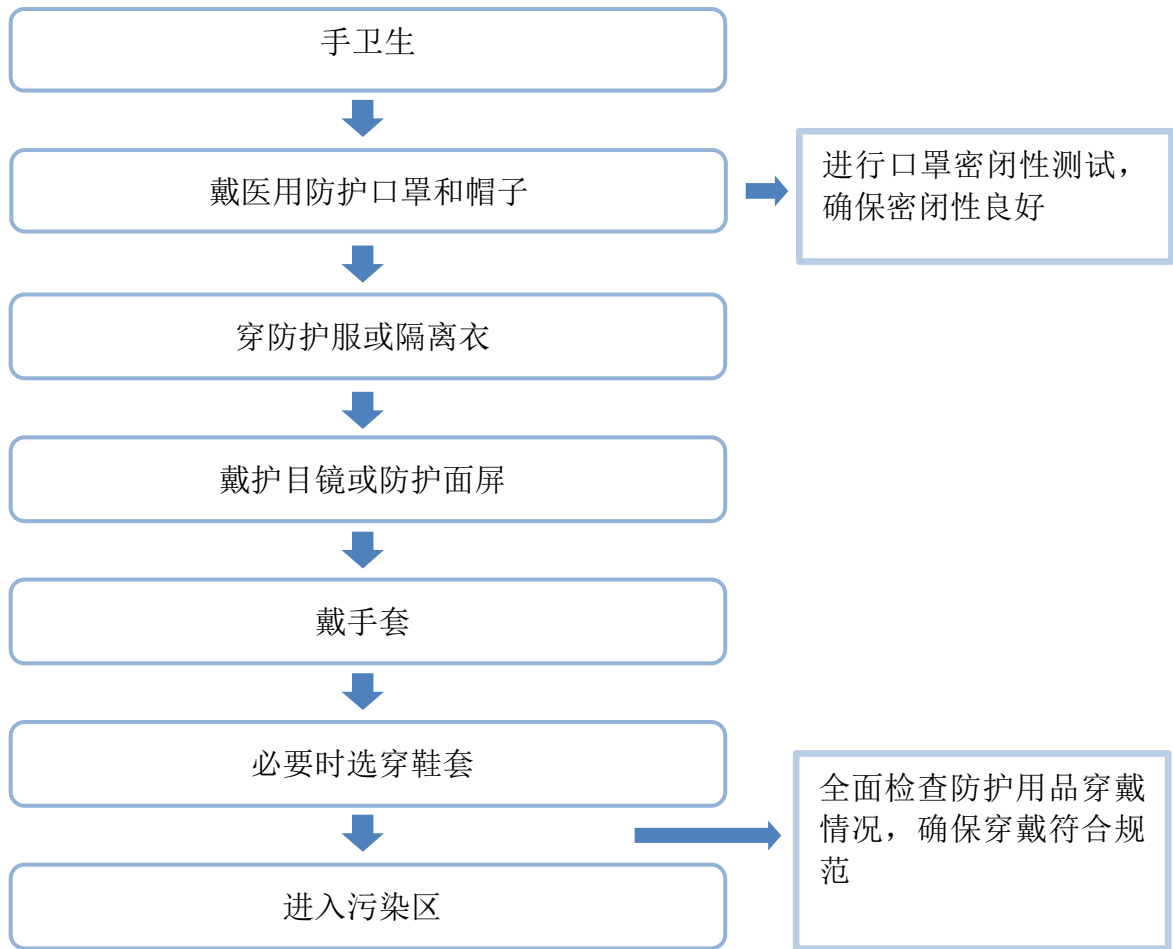 手卫生
戴医用防护口罩和帽子
进行口罩密闭性测试，
确保密闭性良好
穿防护服或隔离衣
戴护目镜或防护面屏
戴手套
必要时选穿鞋套
全面检查防护用品穿戴
情况，确保穿戴符合规
范
进入污染区